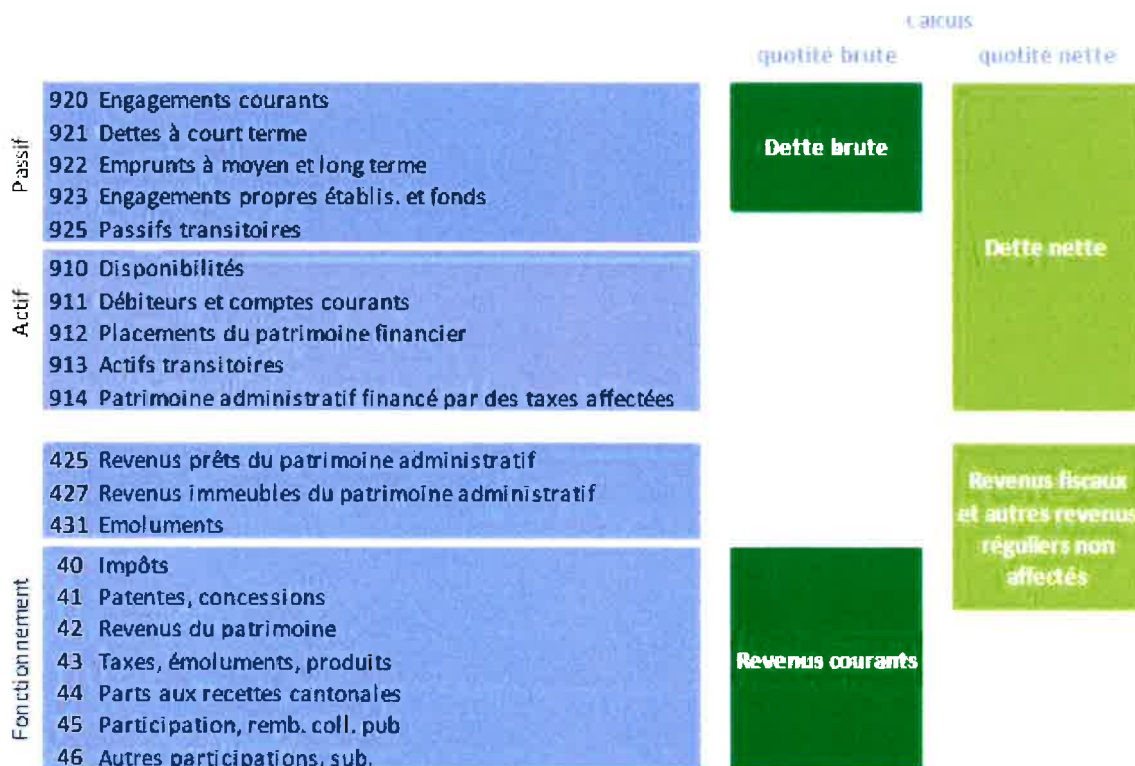 Calculs
quotité brute
quotité nette
Passif
920 Engagements courants
921 Dettes à court terme
922 Emprunts à moyen et long terme
923 Engagements propres établis. et fonds
925 Passifs transitoires
Dette brute
Dette nette
Actif
910 Disponibilités
911 Débiteurs et comptes courants
912 Placements du patrimoine financier
913 Actifs transitoires
914 Patrimoine administratif financé par des taxes affectées
Fonctionnement
425 Revenus prêts du patrimoine administratif
427 Revenus immeubles du patrimoine administratif
431 Emoluments
Revenus fiscaux
et autres revenus
réguliers non
affectés
40 Impôts
41 Patentes, concessions
42 Revenus du patrimoine
43 Taxes, émoluments, produits
44 Parts aux recettes cantonales
45 Participation, remb. coll. pub
46 Autres participations, sub.
Revenus courants